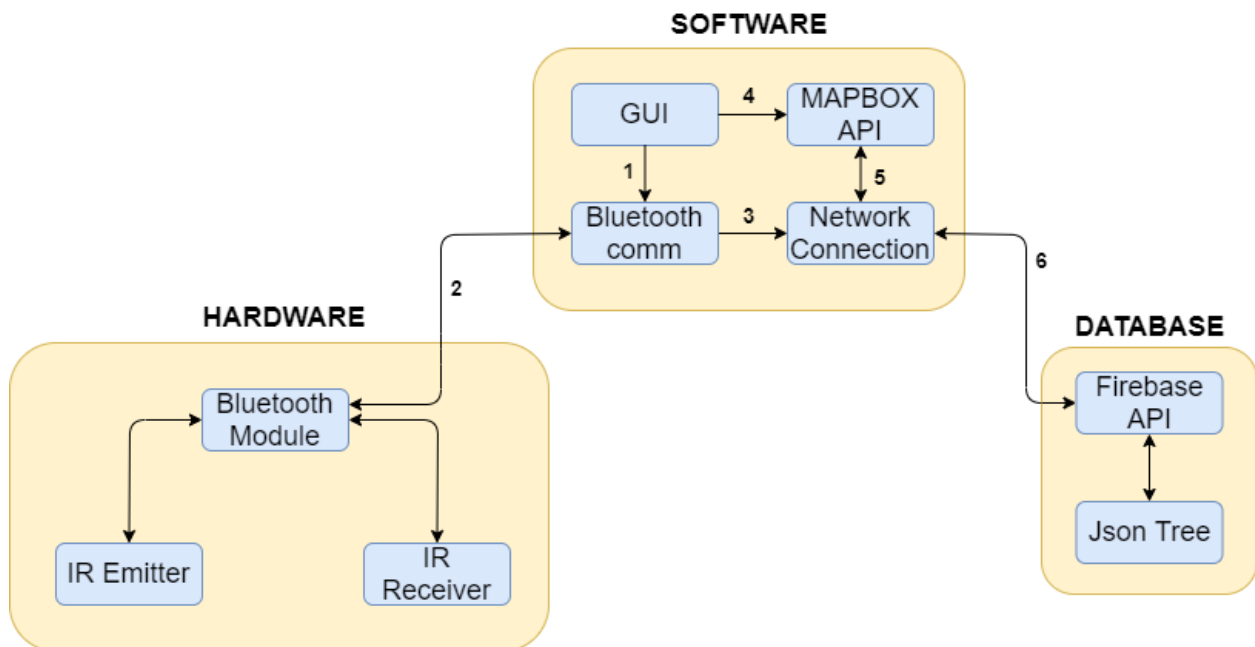 SOFTWARE
GUI
4
MAPBOX
API
1
5
Bluetooth
comm
3
Network
Connection
2
6
HARDWARE
Bluetooth
Module
IR Emitter
IR
Receiver
DATABASE
Firebase
API
Json Tree